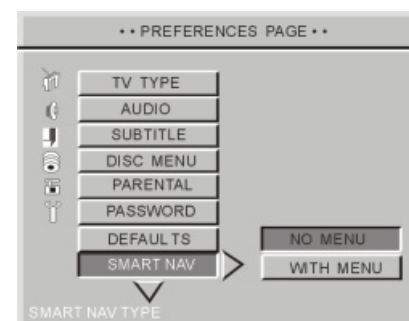 •• PREFERENCES PAGE ••
TV TYPE
AUDIO
SUBTITLE
DISC MENU
PARENTAL
PASSWORD
DEFAULTS
NO MENU
SMART NAV
WITH MENU
SMART NAV TYPE